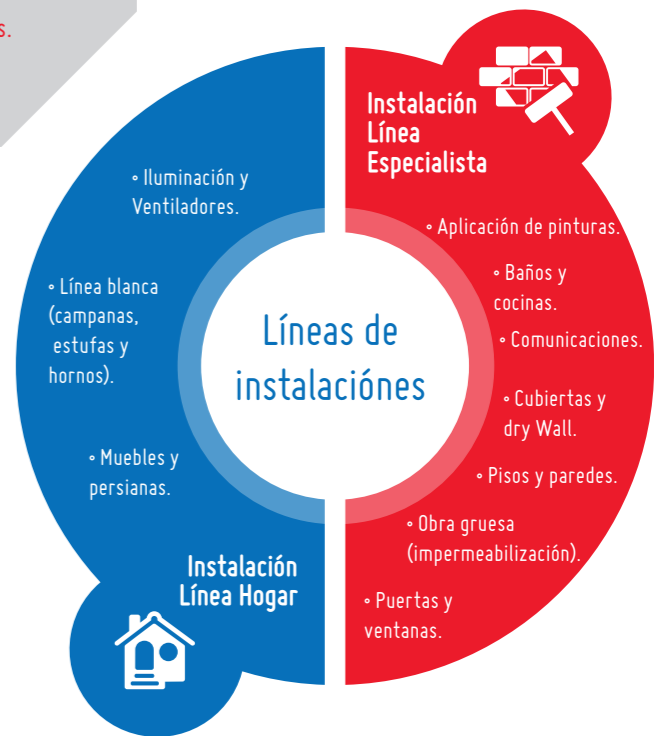 s.
Líneas de
instalaciónes
◦ Iluminación y
Ventiladores.
◦ Línea blanca
(campanas,
estufas y
hornos).
◦ Muebles y
persianas.
Instalación
Línea Hogar
Instalación
Línea
Especialista
◦ Aplicación de pinturas.
◦ Baños y
cocinas.
◦ Comunicaciones.
◦ Cubiertas y
dry Wall.
◦ Pisos y paredes.
◦ Obra gruesa
(impermeabilización).
◦ Puertas y
ventanas.